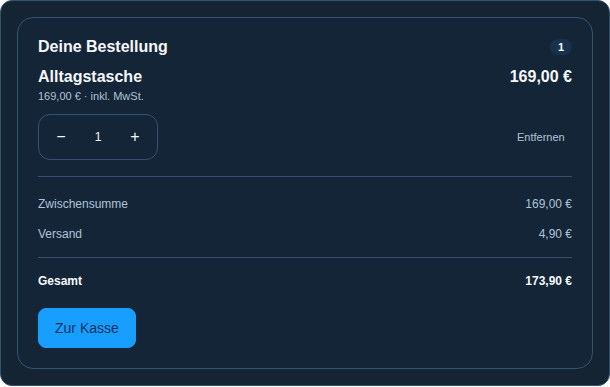 Deine Bestellung 1
Alltagstasche 169,00 €
169,00 € · inkl. MwSt.
− 1 + Entfernen
Zwischensumme 169,00 €
Versand 4,90 €
Gesamt 173,90 €
Zur Kasse